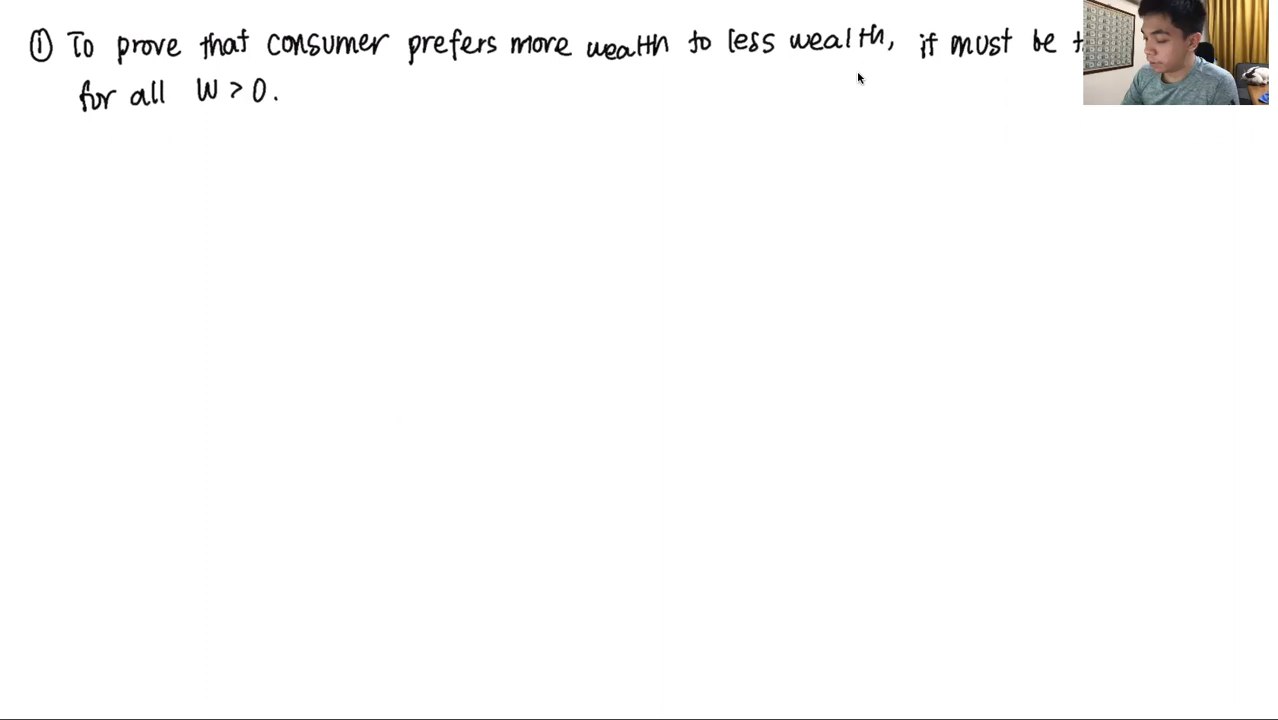 ① To prove that consumer prefers more wealth to less wealth, it must be
for all W > 0.